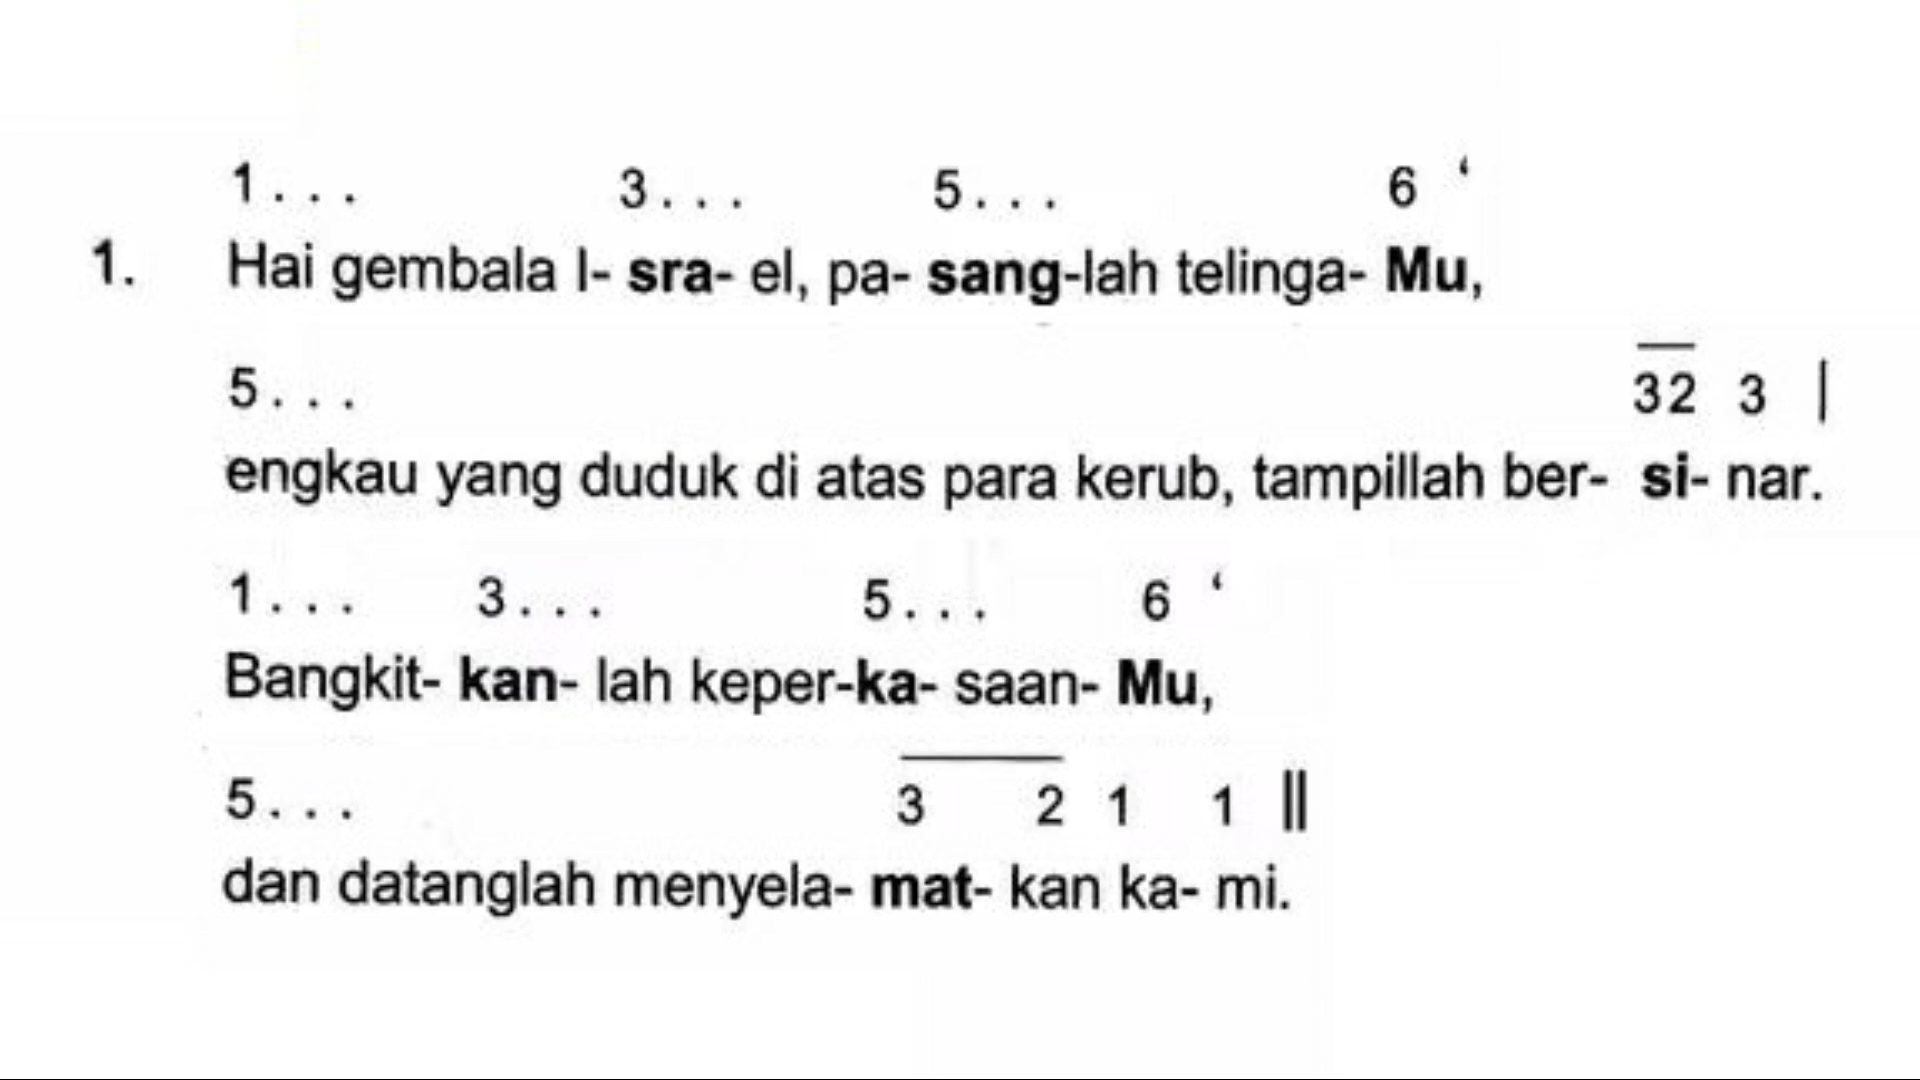 1 . . . 3 . . . 5 . . . 6 ‘
1. Hai gembala I- sra- el, pa- sang-lah telinga- Mu,
5 . . . 32 3 |
engkau yang duduk di atas para kerub, tampillah ber- si- nar.
1 . . . 3 . . . 5 . . . 6 ‘
Bangkit- kan- lah keper-ka- saan- Mu,
5 . . . 3 2 1 1 ||
dan datanglah menyela- mat- kan ka- mi.